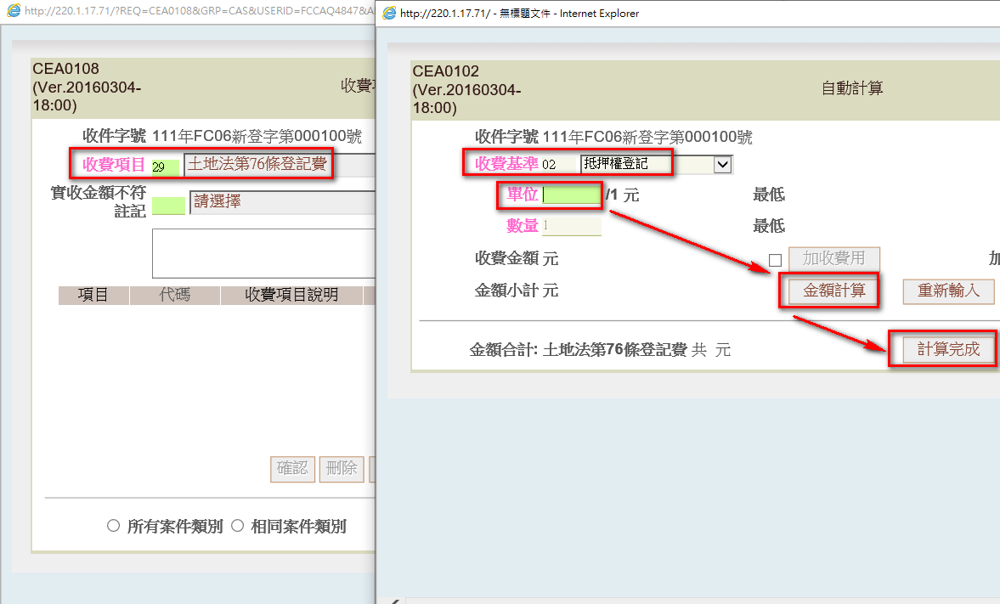 http://220.1.17.71/?REQ=CEA0108&GRP=CAS&USERID=FCCAQ4847&A
CEA0108
(Ver.20160304-
18:00)
收費項
收件字號 111年FC06新登字第000100號
收費項目 29 土地法第76條登記費
實收金額不符
註記 請選擇
項目 代碼 收費項目說明
確認 刪除
所有案件類別 相同案件類別
http://220.1.17.71/ - 無標題文件 - Internet Explorer
CEA0102
(Ver.20160304-
18:00)
自動計算
收件字號 111年FC06新登字第000100號
收費基準 02 抵押權登記
單位 /1 元 最低
數量 1 最低
收費金額 元 加收費用 加
金額小計 元 金額計算 重新輸入
金額合計: 土地法第76條登記費 共 元 計算完成